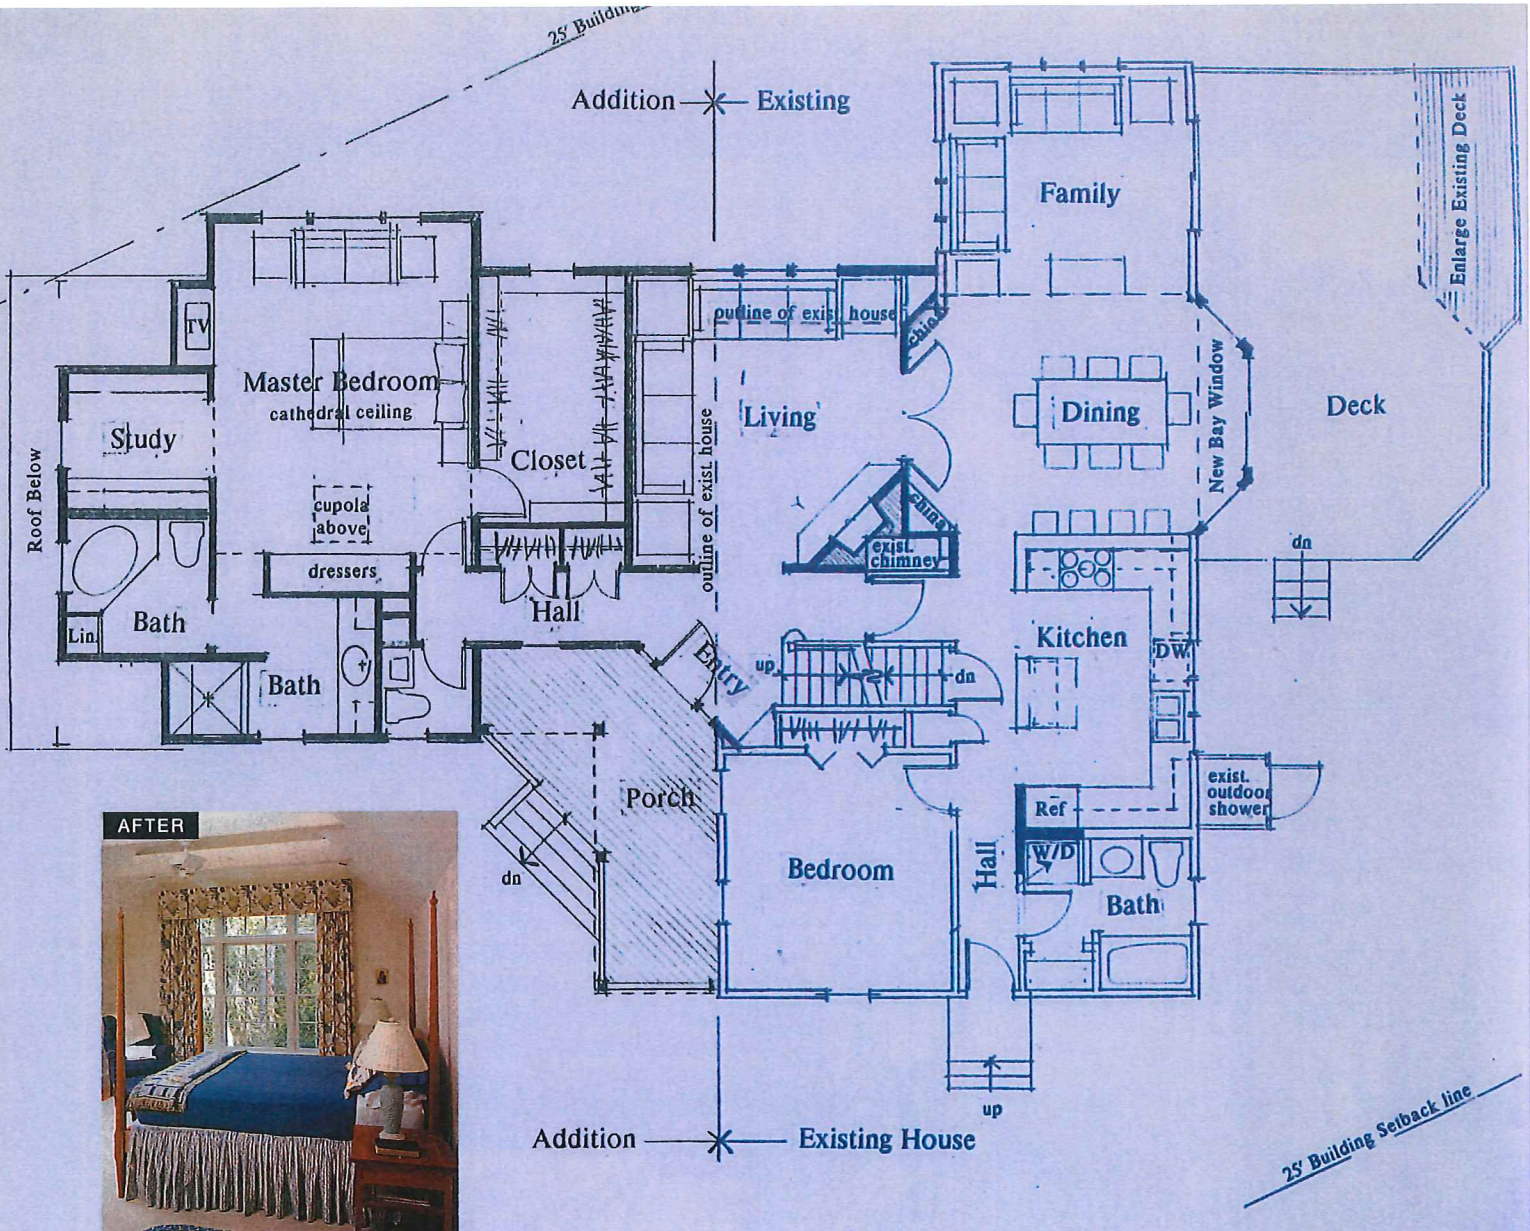 25' Building
Addition
Existing
Enlarge Existing Deck
Family
TV
outline of exist. house
china
Master Bedroom
cathedral ceiling
Living
Dining
New Bay Window
Deck
Study
Closet
outline of exist. house
Roof Below
cupola
above
china
exist.
chimney
dn
dressers
Hall
Bath
Lin.
Entry
up
dn
Kitchen
DW
Bath
Porch
exist.
outdoor
shower
Ref
AFTER
dn
Bedroom
Hall
W/D
Bath
up
Addition
Existing House
25' Building Setback line